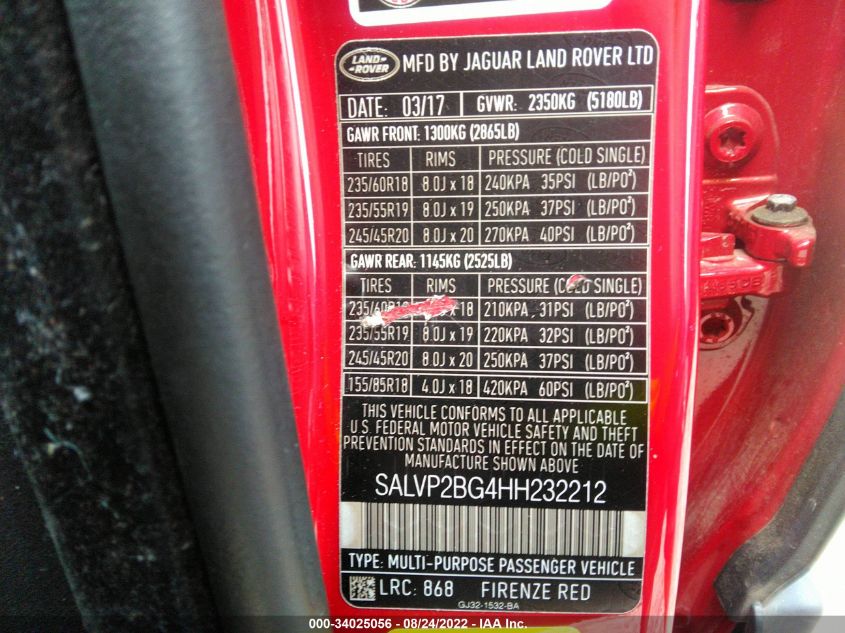 LAND ROVER
MFD BY JAGUAR LAND ROVER LTD
DATE: 03/17 GVWR: 2350KG (5180LB)
GAWR FRONT: 1300KG (2865LB)
TIRES RIMS PRESSURE (COLD SINGLE)
235/60R18 8.0J x 18 240KPA 35PSI (LB/PO²)
235/55R19 8.0J x 19 250KPA 37PSI (LB/PO²)
245/45R20 8.0J x 20 270KPA 40PSI (LB/PO²)
GAWR REAR: 1145KG (2525LB)
TIRES RIMS PRESSURE (COLD SINGLE)
235/60R18 x 18 210KPA 31PSI (LB/PO²)
235/55R19 8.0J x 19 220KPA 32PSI (LB/PO²)
245/45R20 8.0J x 20 250KPA 37PSI (LB/PO²)
155/85R18 4.0J x 18 420KPA 60PSI (LB/PO²)
THIS VEHICLE CONFORMS TO ALL APPLICABLE
U.S. FEDERAL MOTOR VEHICLE SAFETY AND THEFT
PREVENTION STANDARDS IN EFFECT ON THE DATE OF
MANUFACTURE SHOWN ABOVE
SALVP2BG4HH232212
TYPE: MULTI-PURPOSE PASSENGER VEHICLE
LRC: 868 FIRENZE RED
GJ32-1532-BA
000-34025056 - 08/24/2022 - IAA Inc.